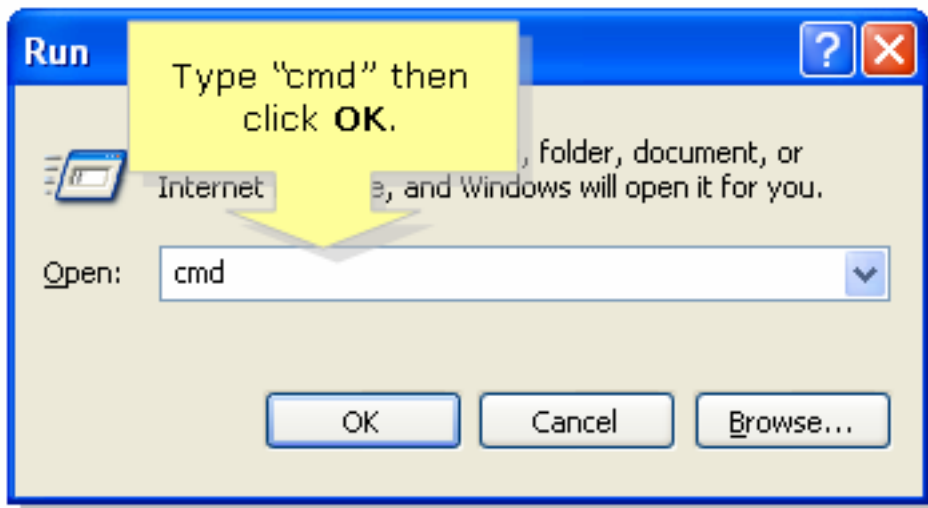 Run
Type “cmd” then
click OK.
, folder, document, or
Internet e, and Windows will open it for you.
Open:
cmd
OK
Cancel
Browse...